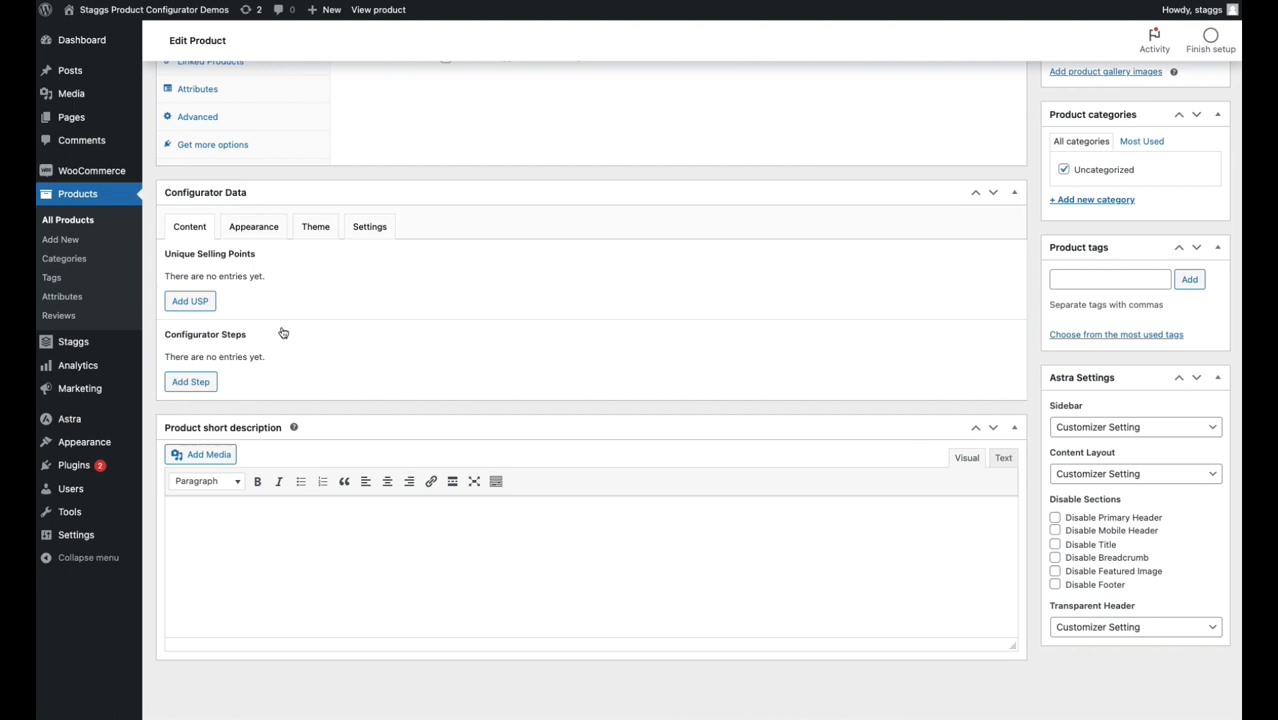 Staggs Product Configurator Demos 2 0 New View product Howdy, staggs
Edit Product
Activity
Finish setup
Dashboard
Posts
Media
Pages
Comments
WooCommerce
Products
All Products
Add New
Categories
Tags
Attributes
Reviews
Staggs
Analytics
Marketing
Astra
Appearance
Plugins 2
Users
Tools
Settings
Collapse menu
Linked Products
Attributes
Advanced
Get more options
Configurator Data
Content Appearance Theme Settings
Unique Selling Points
There are no entries yet.
Add USP
Configurator Steps
There are no entries yet.
Add Step
Product short description
Add Media
Visual Text
Paragraph
Add product gallery images
Product categories
All categories Most Used
Uncategorized
+ Add new category
Product tags
Add
Separate tags with commas
Choose from the most used tags
Astra Settings
Sidebar
Customizer Setting
Content Layout
Customizer Setting
Disable Sections
Disable Primary Header
Disable Mobile Header
Disable Title
Disable Breadcrumb
Disable Featured Image
Disable Footer
Transparent Header
Customizer Setting